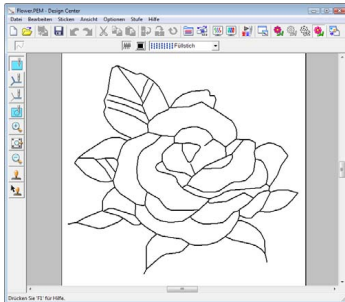 Flower.PEM - Design Center
Datei Bearbeiten Sticken Ansicht Optionen Stufe Hilfe
Füllstich
Drücken Sie 'F1' für Hilfe.